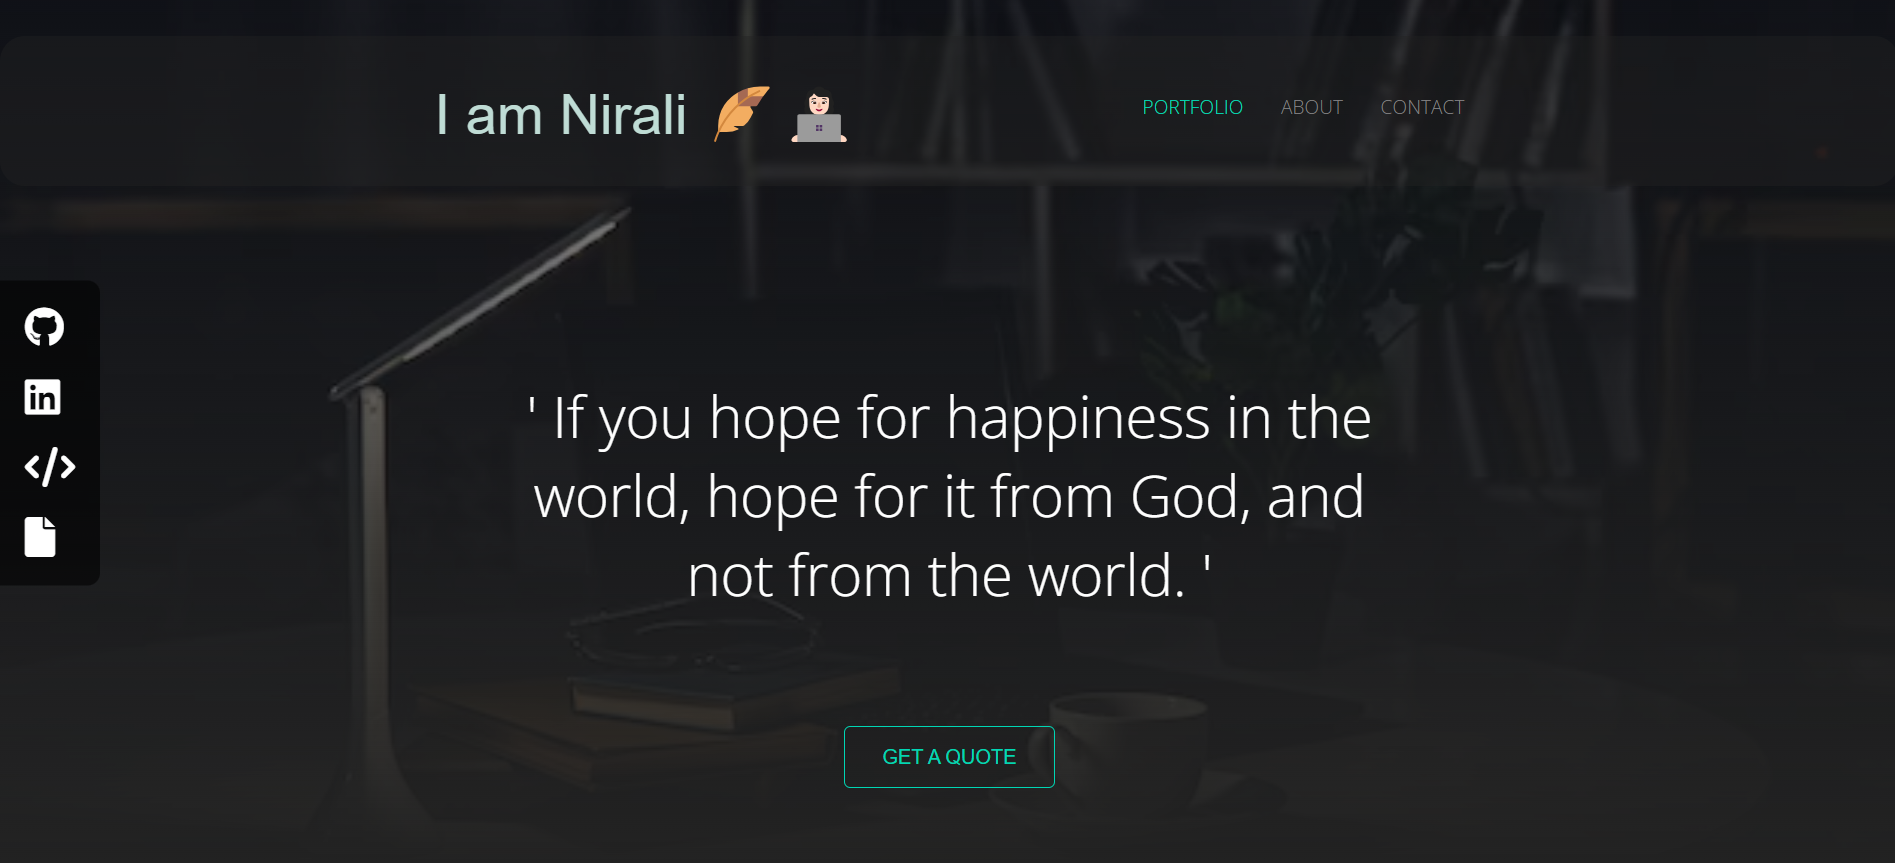 I am Nirali
PORTFOLIO ABOUT CONTACT
' If you hope for happiness in the
world, hope for it from God, and
not from the world. '
GET A QUOTE